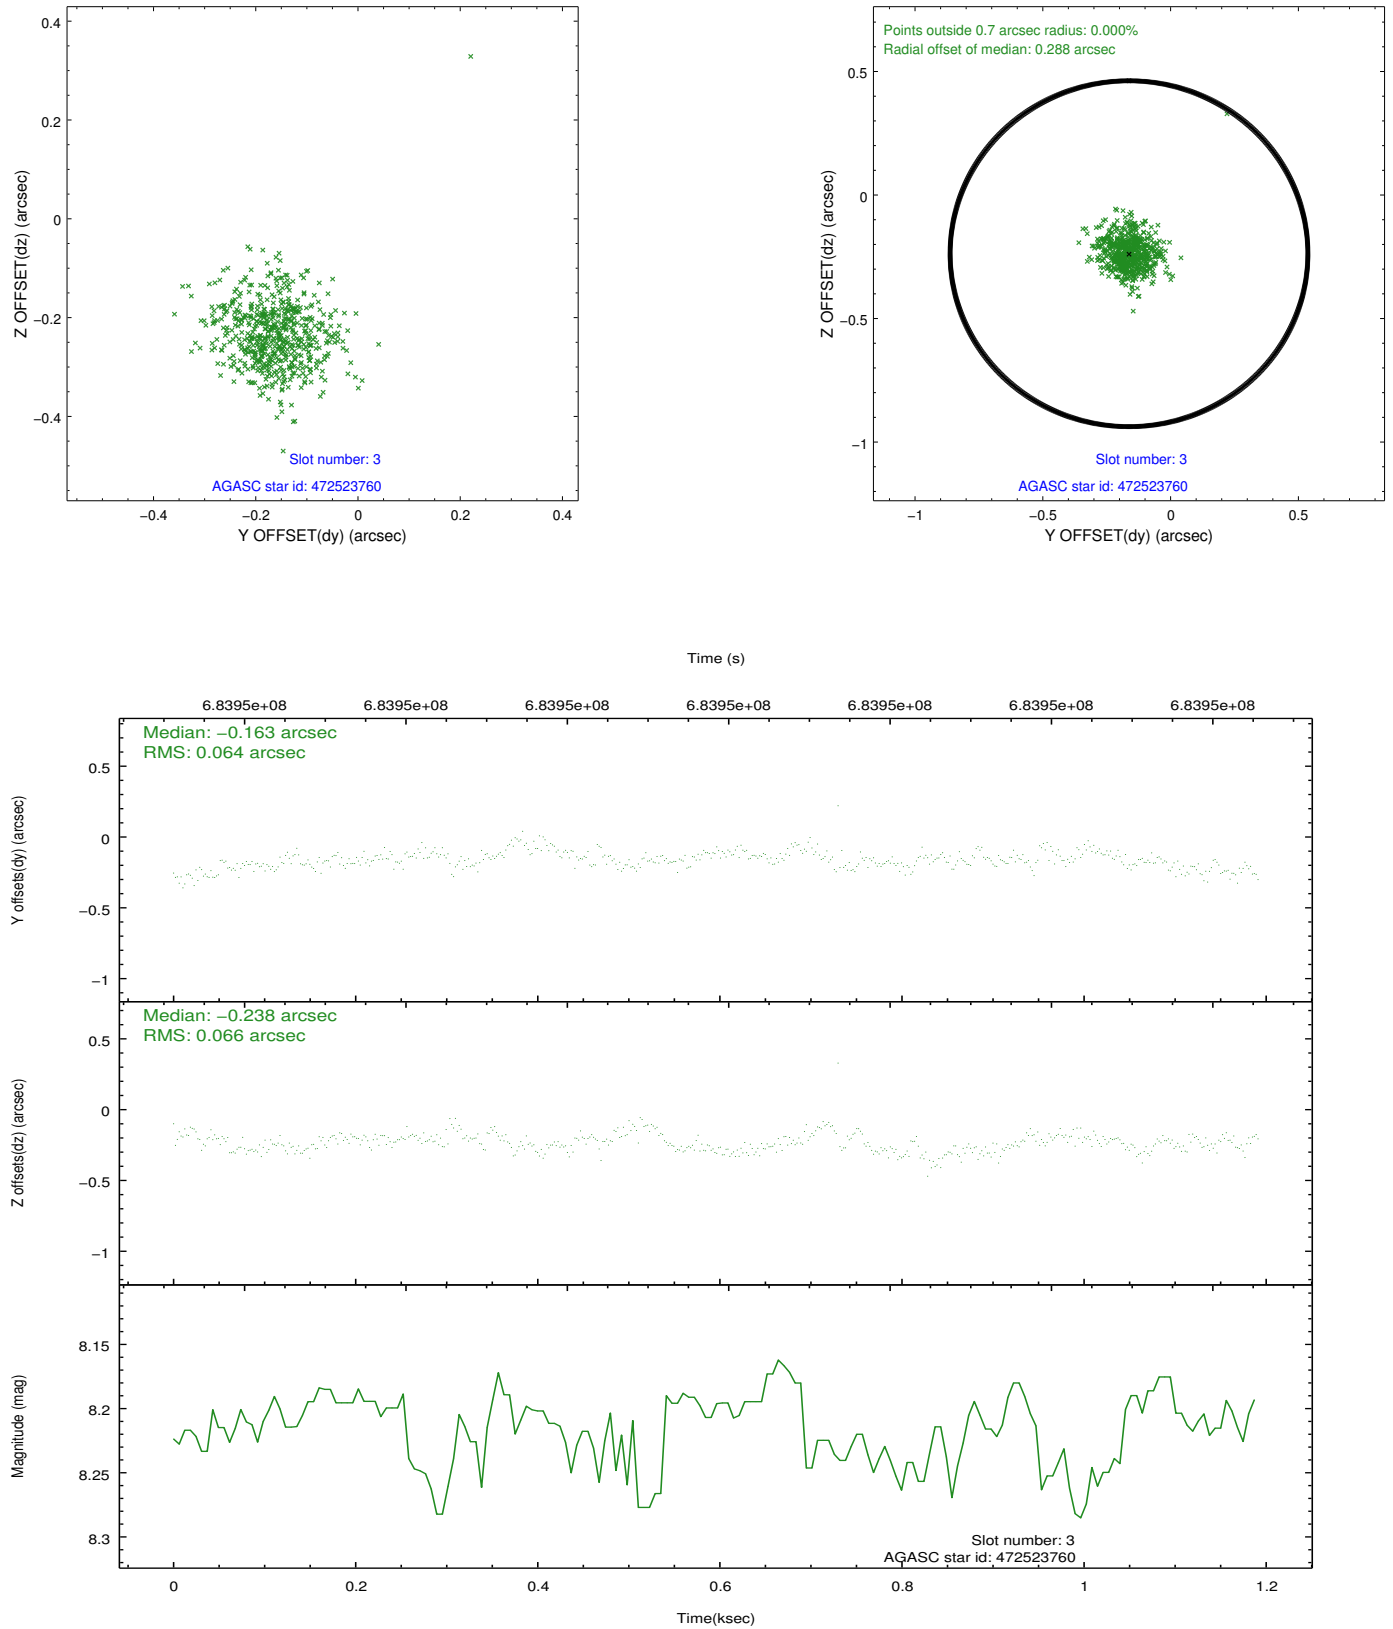 0.4
0.2
0
−0.2
−0.4
Z OFFSET(dz) (arcsec)
Slot number: 3
AGASC star id: 472523760
−0.4
−0.2
0
0.2
0.4
Y OFFSET(dy) (arcsec)
Points outside 0.7 arcsec radius: 0.000%
Radial offset of median: 0.288 arcsec
0.5
0
−0.5
−1
Z OFFSET(dz) (arcsec)
Slot number: 3
AGASC star id: 472523760
−1
−0.5
0
0.5
Y OFFSET(dy) (arcsec)
Time (s)
6.8395e+08
6.8395e+08
6.8395e+08
6.8395e+08
6.8395e+08
6.8395e+08
6.8395e+08
Median: −0.163 arcsec
RMS: 0.064 arcsec
0.5
0
−0.5
−1
Y offsets(dy) (arcsec)
Median: −0.238 arcsec
RMS: 0.066 arcsec
0.5
0
−0.5
−1
Z offsets(dz) (arcsec)
8.15
8.2
8.25
8.3
Magnitude (mag)
Slot number: 3
AGASC star id: 472523760
0
0.2
0.4
0.6
0.8
1
1.2
Time(ksec)